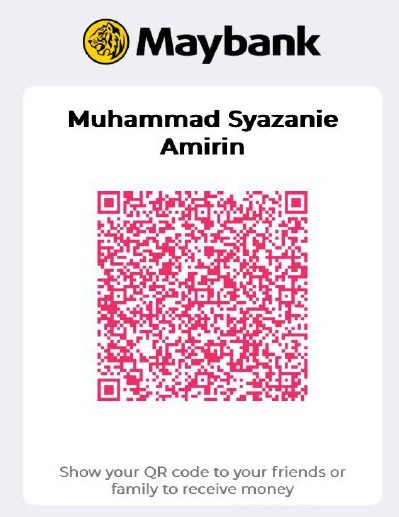 Maybank
Muhammad Syazanie
Amirin
Show your QR code to your friends or
family to receive money